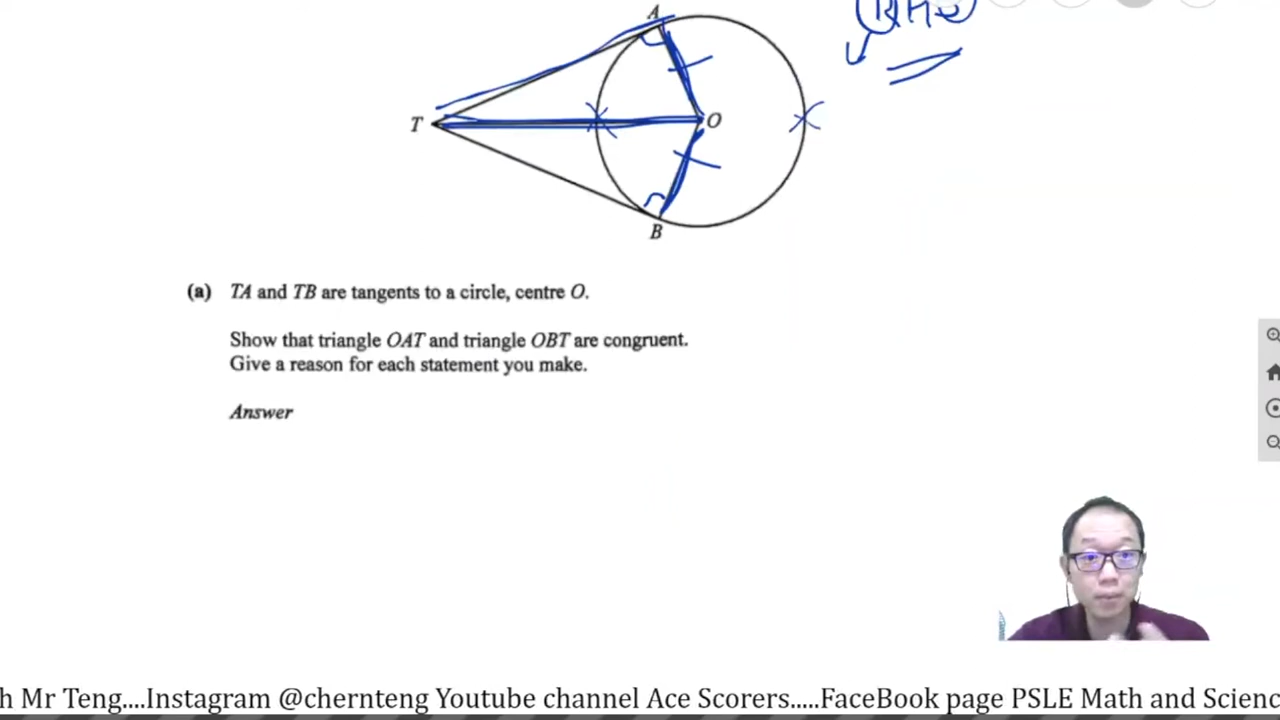 A
RHS
T
O
B
(a) TA and TB are tangents to a circle, centre O.
Show that triangle OAT and triangle OBT are congruent.
Give a reason for each statement you make.
Answer
h Mr Teng....Instagram @chernteng Youtube channel Ace Scorers.....FaceBook page PSLE Math and Scienc